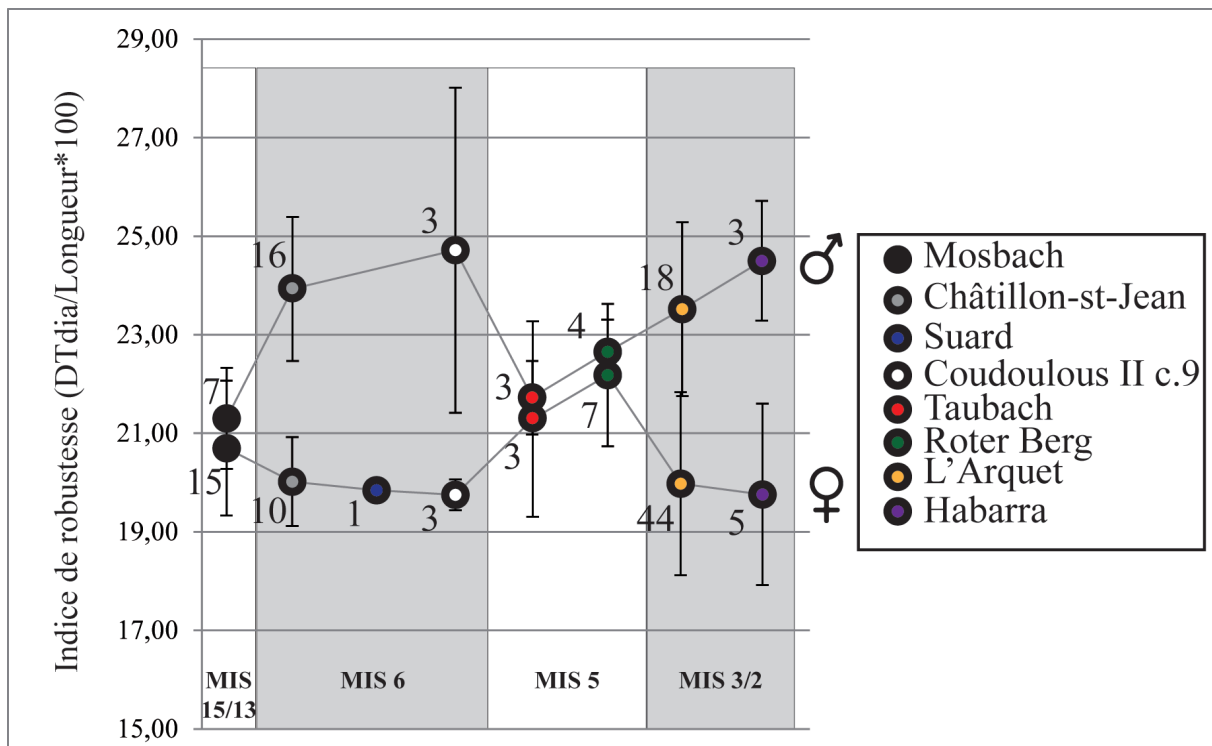 Indice de robustesse (DTdia/Longueur*100)
29,00
27,00
25,00
23,00
21,00
19,00
17,00
15,00
7
15
16
10
1
3
3
3
3
4
7
18
44
3
5
MIS
15/13
MIS 6
MIS 5
MIS 3/2
♂
♀
Mosbach
Châtillon-st-Jean
Suard
Coudoulous II c.9
Taubach
Roter Berg
L'Arquet
Habarra